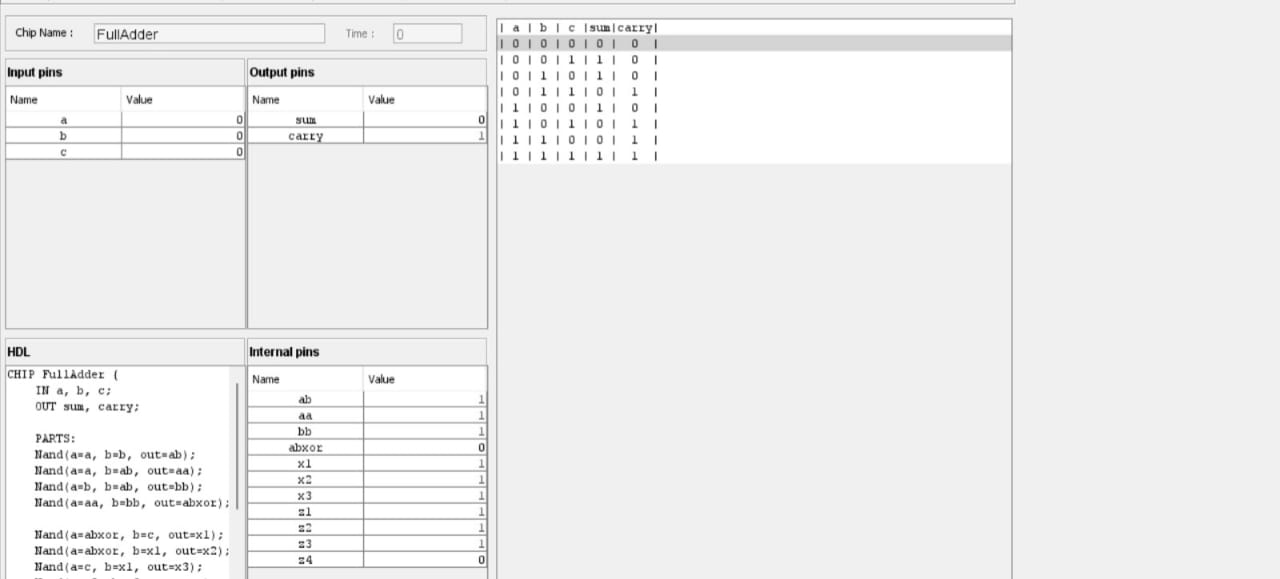 Chip Name : FullAdder Time : 0
Input pins
Name Value
a 0
b 0
c 0
Output pins
Name Value
sum 0
carry 1
| a | b | c |sum|carry|
| 0 | 0 | 0 | 0 | 0 |
| 0 | 0 | 1 | 1 | 0 |
| 0 | 1 | 0 | 1 | 0 |
| 0 | 1 | 1 | 0 | 1 |
| 1 | 0 | 0 | 1 | 0 |
| 1 | 0 | 1 | 0 | 1 |
| 1 | 1 | 0 | 0 | 1 |
| 1 | 1 | 1 | 1 | 1 |
HDL
CHIP FullAdder {
IN a, b, c;
OUT sum, carry;
PARTS:
Nand(a=a, b=b, out=ab);
Nand(a=a, b=ab, out=aa);
Nand(a=b, b=ab, out=bb);
Nand(a=aa, b=bb, out=abxor);
Nand(a=abxor, b=c, out=x1);
Nand(a=abxor, b=x1, out=x2);
Nand(a=c, b=x1, out=x3);
Internal pins
Name Value
ab 1
aa 1
bb 1
abxor 0
x1 1
x2 1
x3 1
z1 1
z2 1
z3 1
z4 0